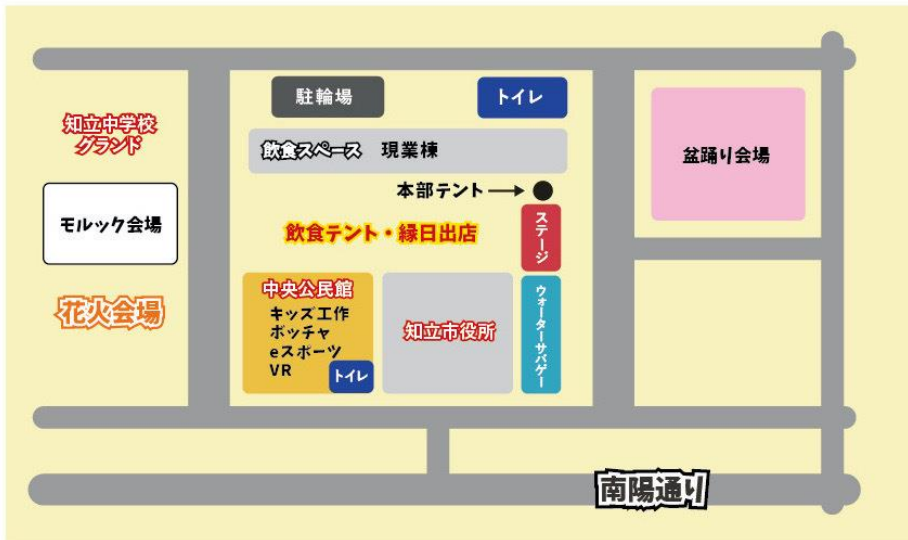 駐輪場
トイレ
知立中学校
グランド
飲食スペース 現業棟
盆踊り会場
本部テント→
モルック会場
飲食テント・縁日出店
ステージ
花火会場
中央公民館
キッズ工作
ボッチャ
eスポーツ
VR
トイレ
知立市役所
ウォーターサバゲー
南陽通り